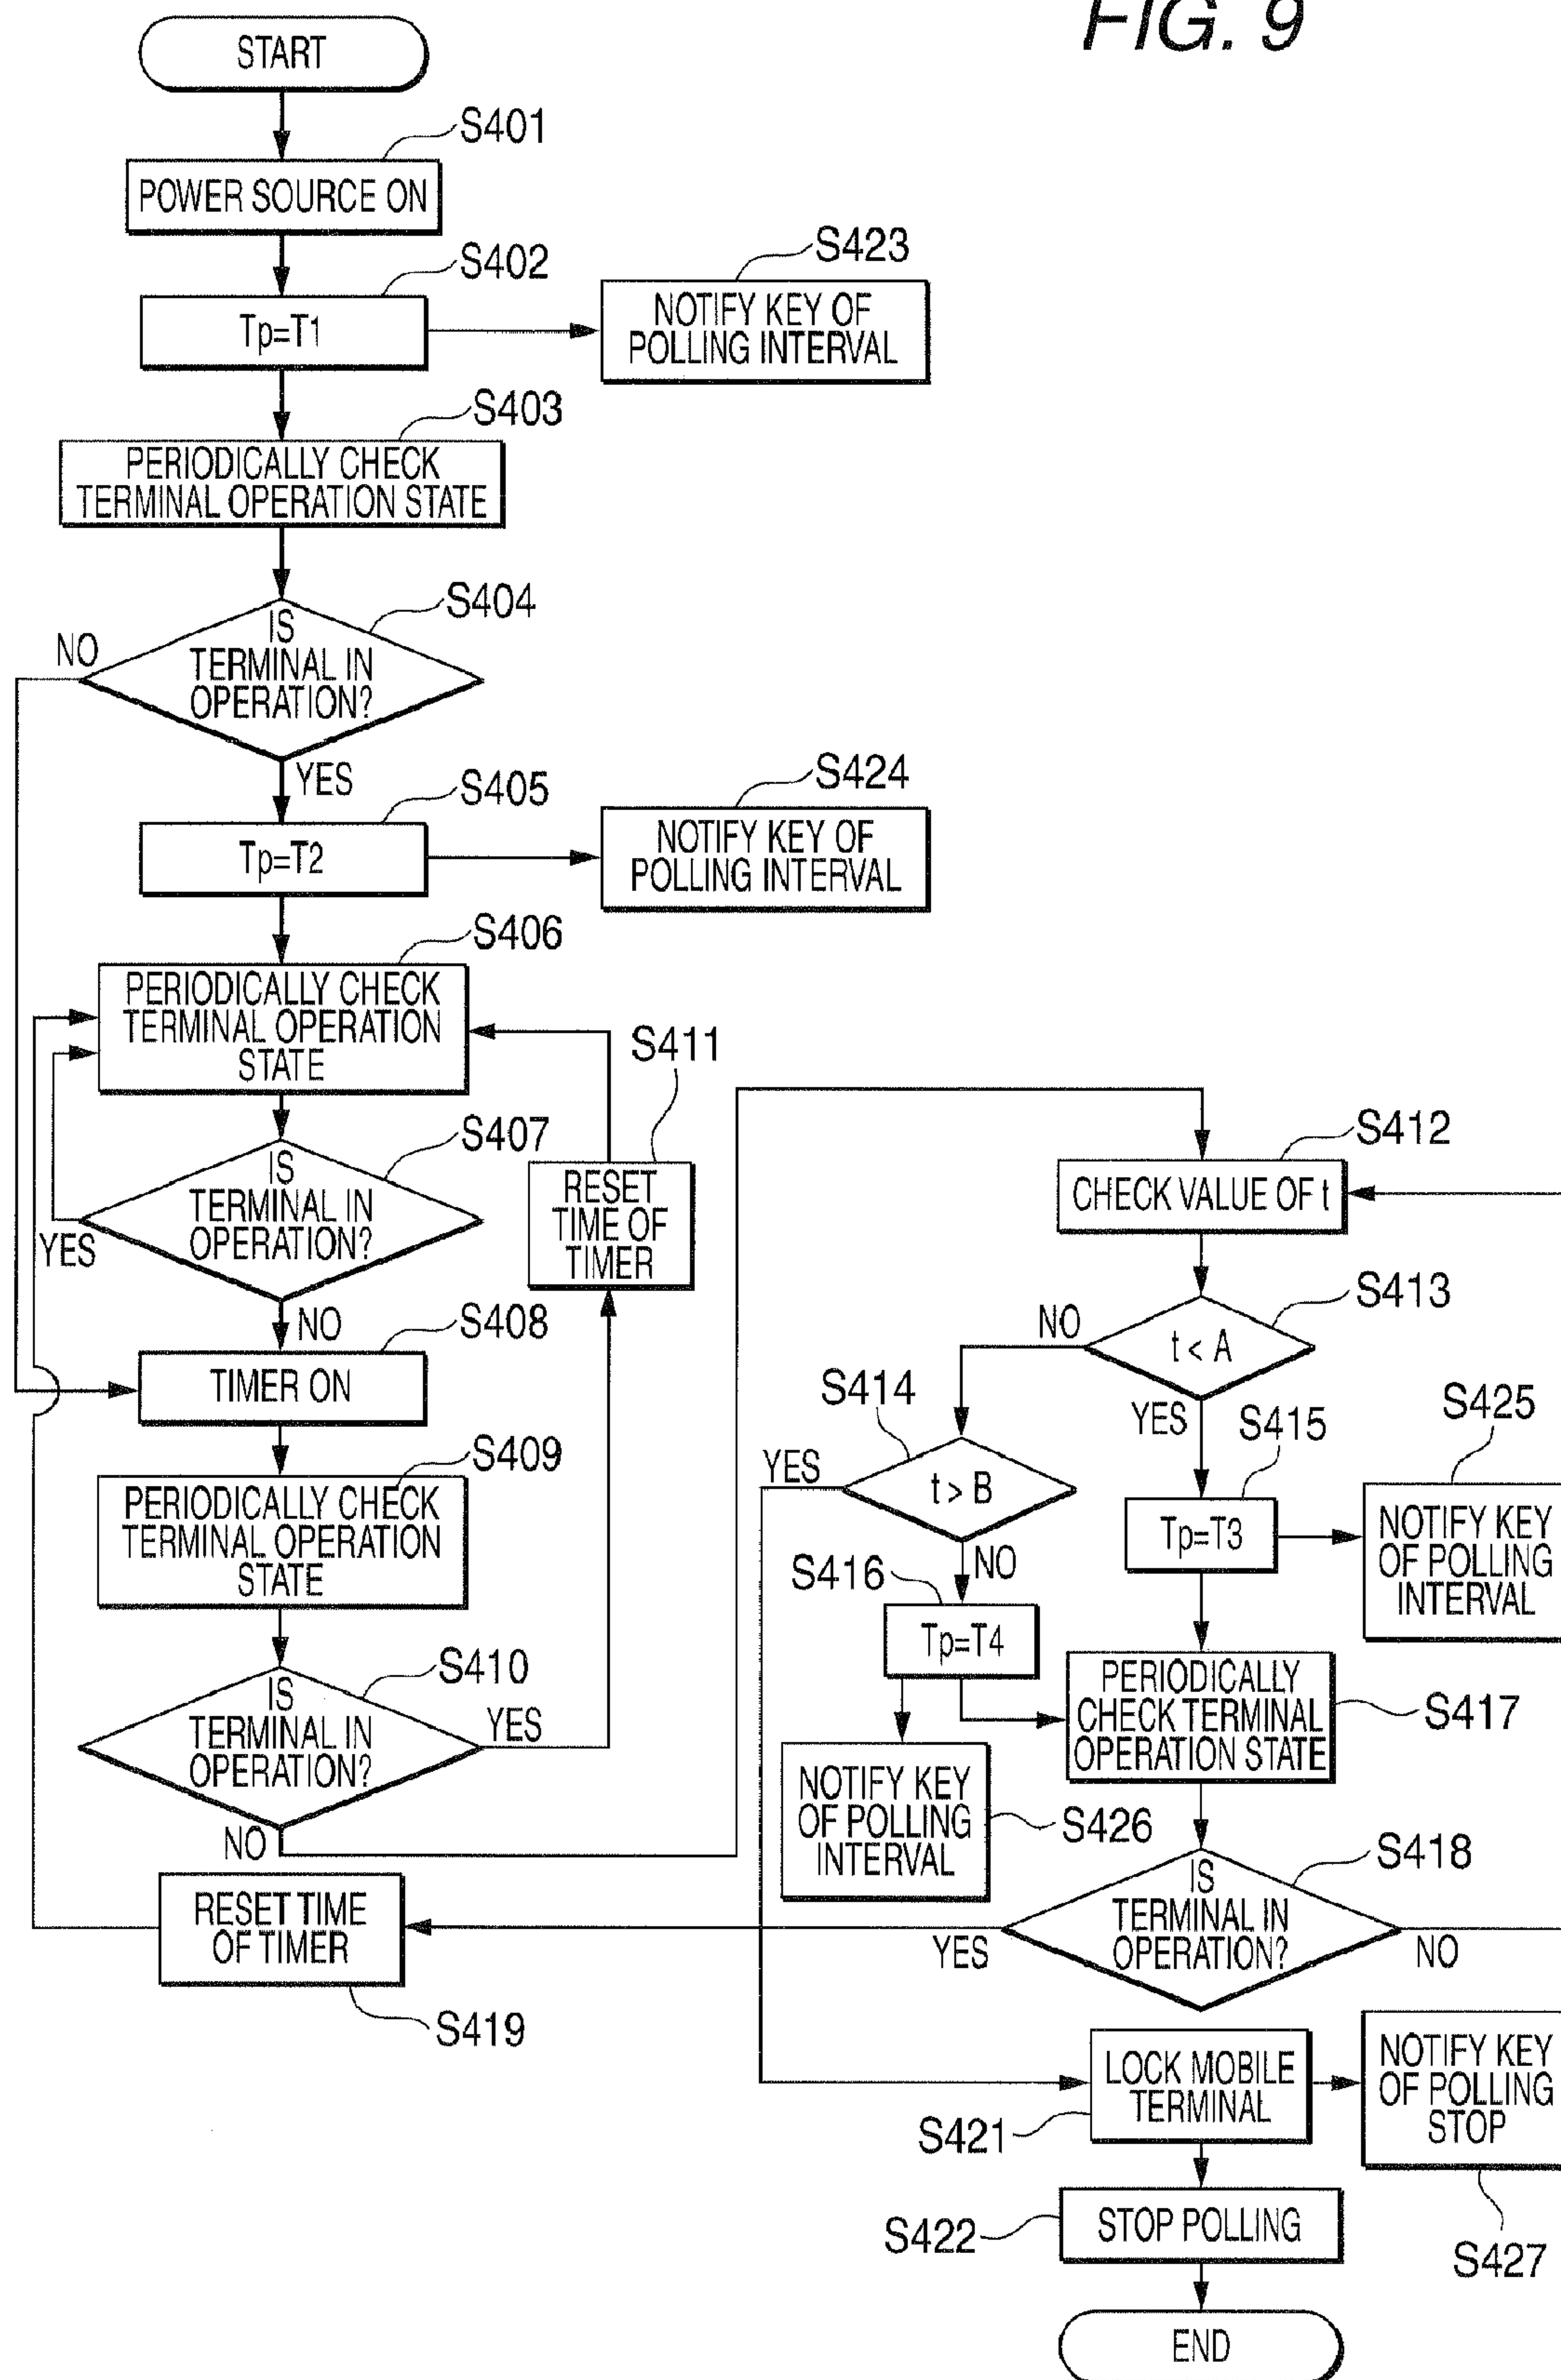 FIG. 9
START
S401
POWER SOURCE ON
S402
Tp=T1
S423
NOTIFY KEY OF
POLLING INTERVAL
S403
PERIODICALLY CHECK
TERMINAL OPERATION STATE
S404
NO
IS
TERMINAL IN
OPERATION?
YES
S405
Tp=T2
S424
NOTIFY KEY OF
POLLING INTERVAL
S406
PERIODICALLY CHECK
TERMINAL OPERATION
STATE
S411
RESET
TIME OF
TIMER
S407
IS
TERMINAL IN
OPERATION?
YES
NO
S408
TIMER ON
S409
PERIODICALLY CHECK
TERMINAL OPERATION
STATE
S410
IS
TERMINAL IN
OPERATION?
YES
NO
RESET TIME
OF TIMER
S419
S412
CHECK VALUE OF t
S413
NO
t < A
YES
S414
YES
t > B
NO
S415
Tp=T3
S425
NOTIFY KEY
OF POLLING
INTERVAL
S416
Tp=T4
PERIODICALLY
CHECK TERMINAL
OPERATION STATE
S417
NOTIFY KEY
OF POLLING
INTERVAL
S426
S418
IS
TERMINAL IN
OPERATION?
YES
NO
LOCK MOBILE
TERMINAL
S421
NOTIFY KEY
OF POLLING
STOP
S427
S422
STOP POLLING
END